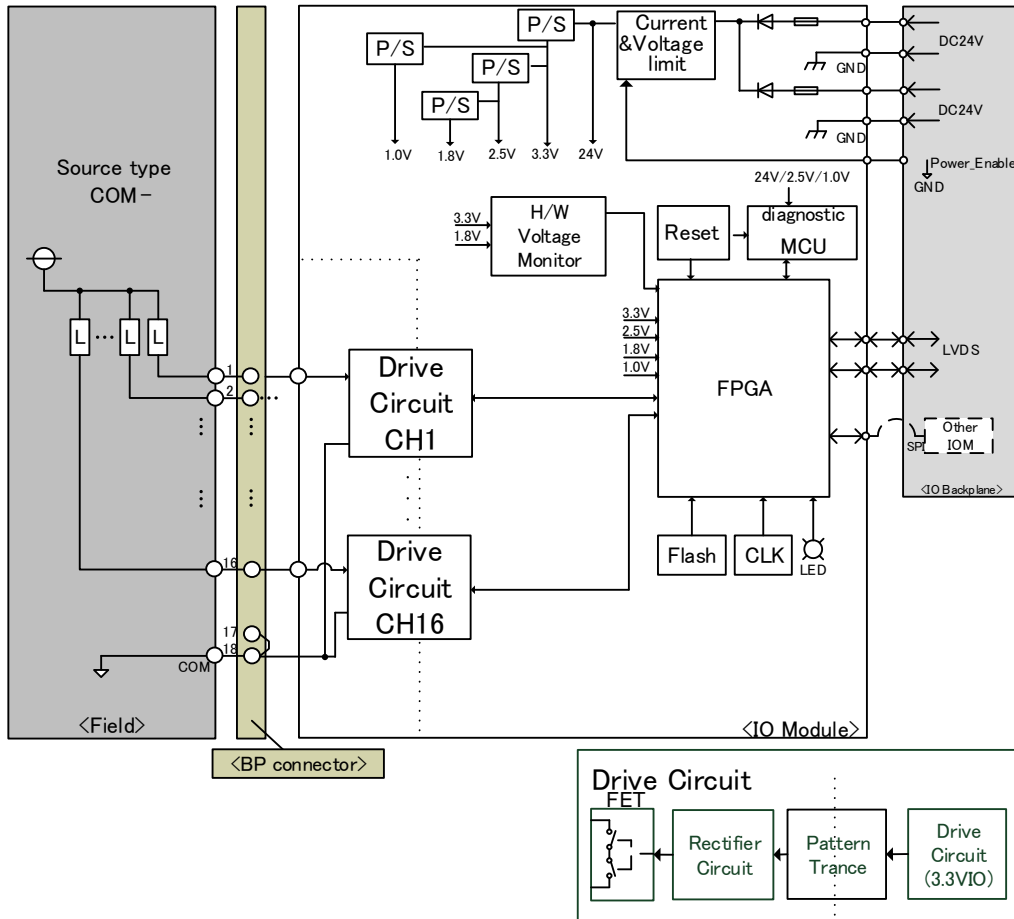 P/S
Current
&Voltage
limit
P/S
P/S
P/S
1.0V
1.8V
2.5V
3.3V
24V
DC24V
GND
DC24V
GND
Power_Enable
GND
Source type
COM-
24V/2.5V/1.0V
3.3V
1.8V
H/W
Voltage
Monitor
Reset
diagnostic
MCU
L
...
L
L
3.3V
2.5V
1.8V
1.0V
FPGA
LVDS
1
2
Drive
Circuit
CH1
SPI
Other
IOM
<IO Backplane>
Flash
CLK
LED
16
Drive
Circuit
CH16
17
18
COM
<Field>
<IO Module>
<BP connector>
Drive Circuit
FET
Rectifier
Circuit
Pattern
Trance
Drive
Circuit
(3.3VIO)